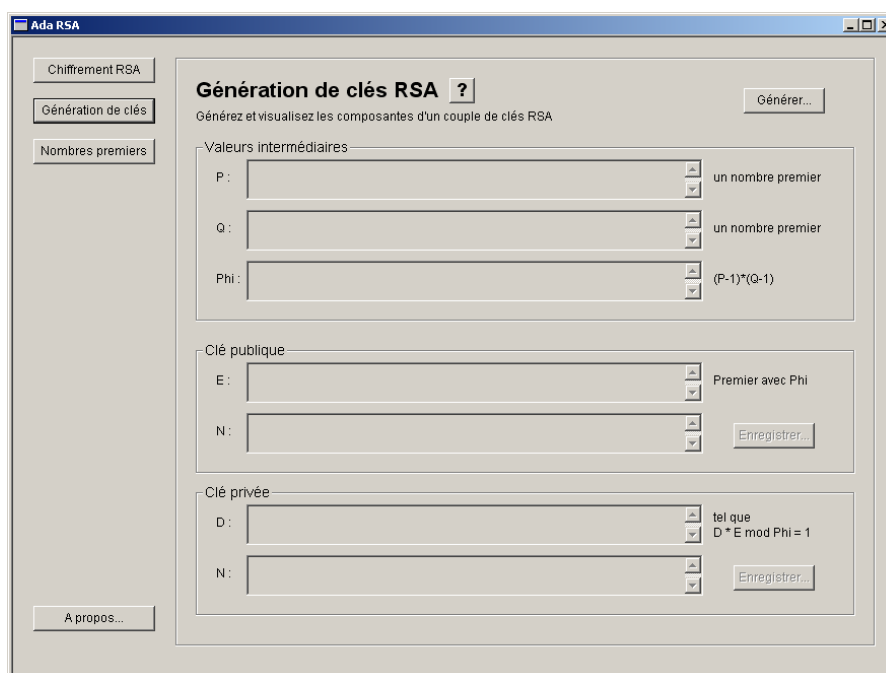 Ada RSA
Chiffrement RSA
Génération de clés
Nombres premiers
A propos...
Génération de clés RSA ?
Générer...
Générez et visualisez les composantes d'un couple de clés RSA
Valeurs intermédiaires
P :
un nombre premier
Q :
un nombre premier
Phi :
(P-1)*(Q-1)
Clé publique
E :
Premier avec Phi
N :
Enregistrer...
Clé privée
D :
tel que
D * E mod Phi = 1
N :
Enregistrer...